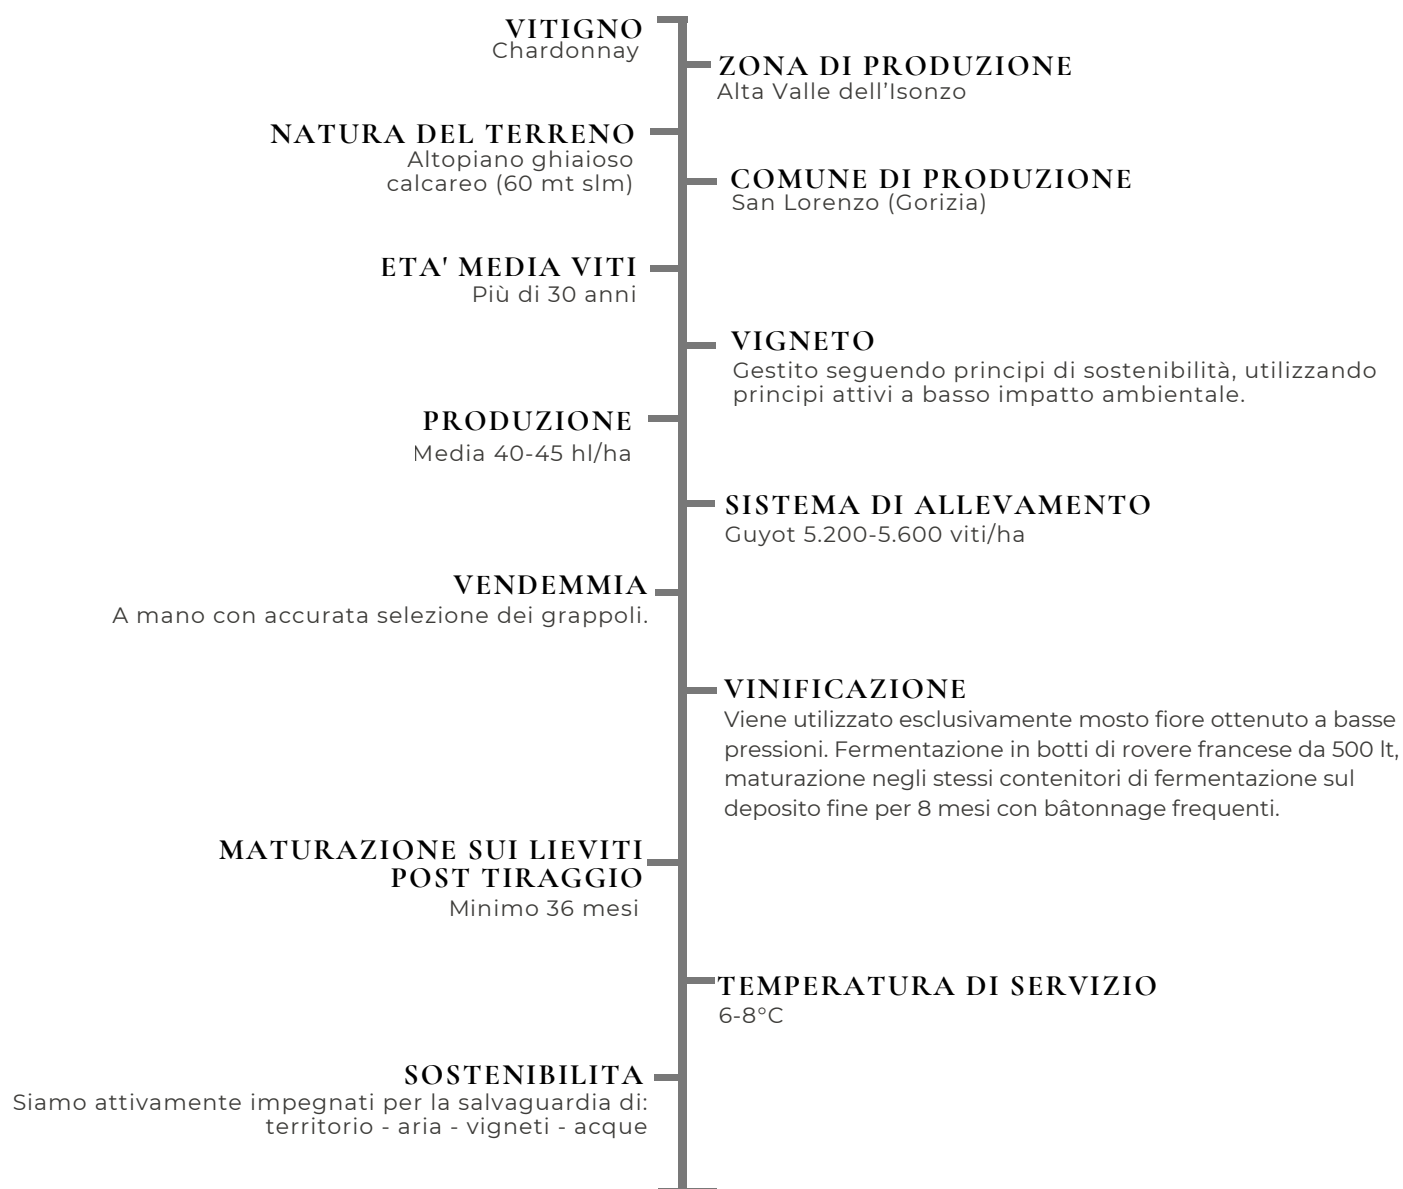 VITIGNO
Chardonnay
ZONA DI PRODUZIONE
Alta Valle dell’Isonzo
NATURA DEL TERRENO
Altopiano ghiaioso
calcareo (60 mt slm)
COMUNE DI PRODUZIONE
San Lorenzo (Gorizia)
ETA' MEDIA VITI
Più di 30 anni
VIGNETO
Gestito seguendo principi di sostenibilità, utilizzando
principi attivi a basso impatto ambientale.
PRODUZIONE
Media 40-45 hl/ha
SISTEMA DI ALLEVAMENTO
Guyot 5.200-5.600 viti/ha
VENDEMMIA
A mano con accurata selezione dei grappoli.
VINIFICAZIONE
Viene utilizzato esclusivamente mosto fiore ottenuto a basse
pressioni. Fermentazione in botti di rovere francese da 500 lt,
maturazione negli stessi contenitori di fermentazione sul
deposito fine per 8 mesi con bâtonnage frequenti.
MATURAZIONE SUI LIEVITI
POST TIRAGGIO
Minimo 36 mesi
TEMPERATURA DI SERVIZIO
6-8°C
SOSTENIBILITA
Siamo attivamente impegnati per la salvaguardia di:
territorio - aria - vigneti - acque